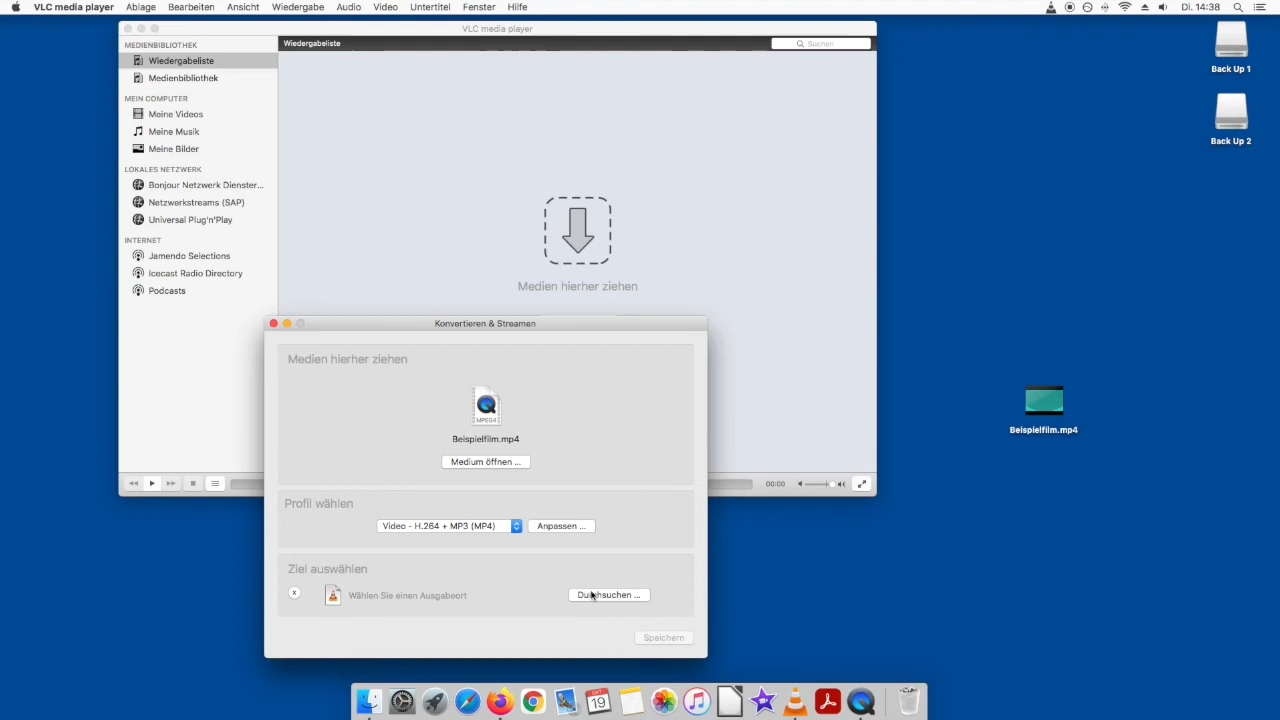 VLC media player Ablage Bearbeiten Ansicht Wiedergabe Audio Video Untertitel Fenster Hilfe Di. 14:38
VLC media player
MEDIENBIBLIOTHEK
Wiedergabeliste
Medienbibliothek
MEIN COMPUTER
Meine Videos
Meine Musik
Meine Bilder
LOKALES NETZWERK
Bonjour Netzwerk Dienster...
Netzwerkstreams (SAP)
Universal Plug'n'Play
INTERNET
Jamendo Selections
Icecast Radio Directory
Podcasts
Wiedergabeliste
Suchen
Medien hierher ziehen
00:00
Konvertieren & Streamen
Medien hierher ziehen
MPEG4
Beispielfilm.mp4
Medium öffnen ...
Profil wählen
Video - H.264 + MP3 (MP4) Anpassen ...
Ziel auswählen
x Wählen Sie einen Ausgabeort Durchsuchen ...
Speichern
Back Up 1
Back Up 2
Beispielfilm.mp4
OKT
19